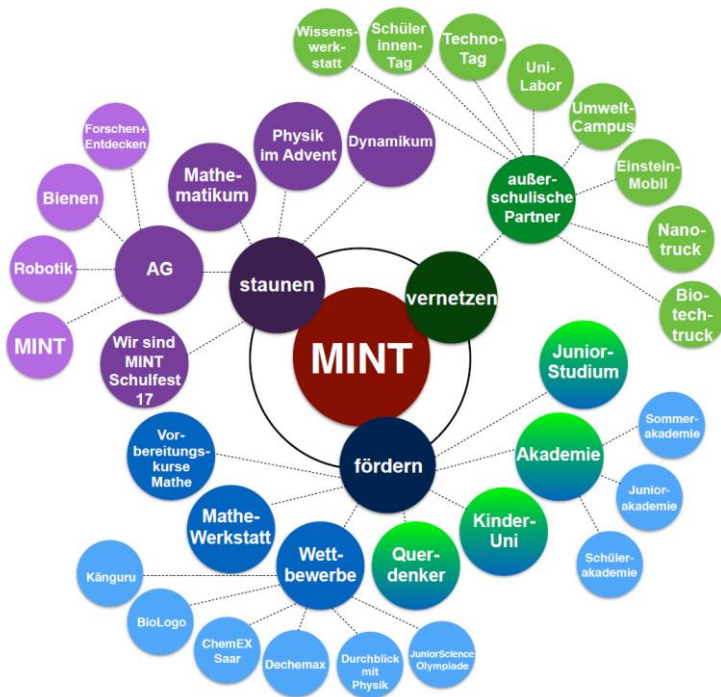 Wissens-
werk-
statt
Schüler
innen-
Tag
Techno-
Tag
Uni-
Labor
Umwelt-
Campus
Einstein-
Mobil
Nano-
truck
Bio-
tech-
truck
außer-
schulische
Partner
vernetzen
Forschen+
Entdecken
Bienen
Robotik
MINT
AG
Mathe-
matikum
Physik
im Advent
Dynamikum
staunen
Wir sind
MINT
Schulfest
17
MINT
fördern
Junior-
Studium
Akademie
Sommer-
akademie
Junior-
akademie
Schüler-
akademie
Kinder-
Uni
Quer-
denker
Vor-
bereitungs-
kurse
Mathe
Mathe-
Werkstatt
Wett-
bewerbe
Känguru
BioLogo
ChemEX
Saar
Dechemax
Durchblick
mit
Physik
JuniorScience
Olympiade